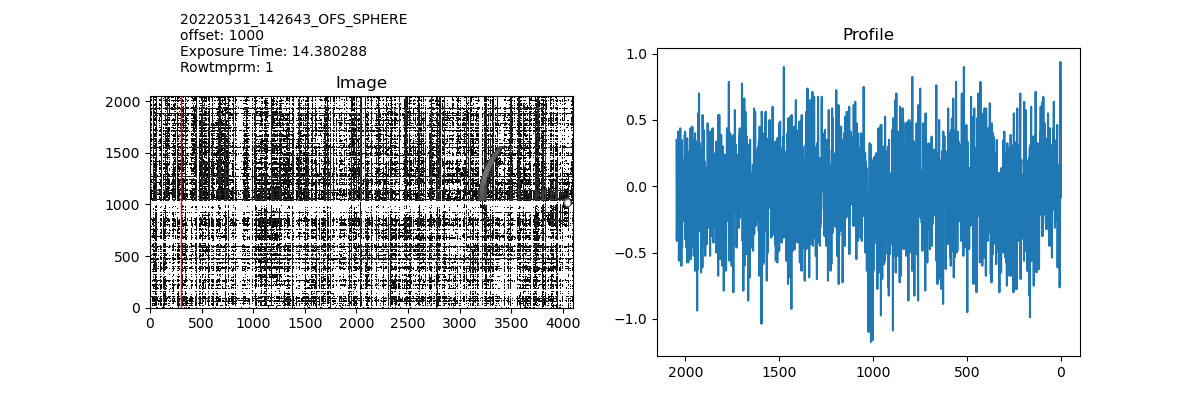 20220531_142643_OFS_SPHERE
offset: 1000
Exposure Time: 14.380288
Rowtmprm: 1
Image
2000
1500
1000
500
0
0 500 1000 1500 2000 2500 3000 3500 4000
Profile
1.0
0.5
0.0
−0.5
−1.0
2000 1500 1000 500 0